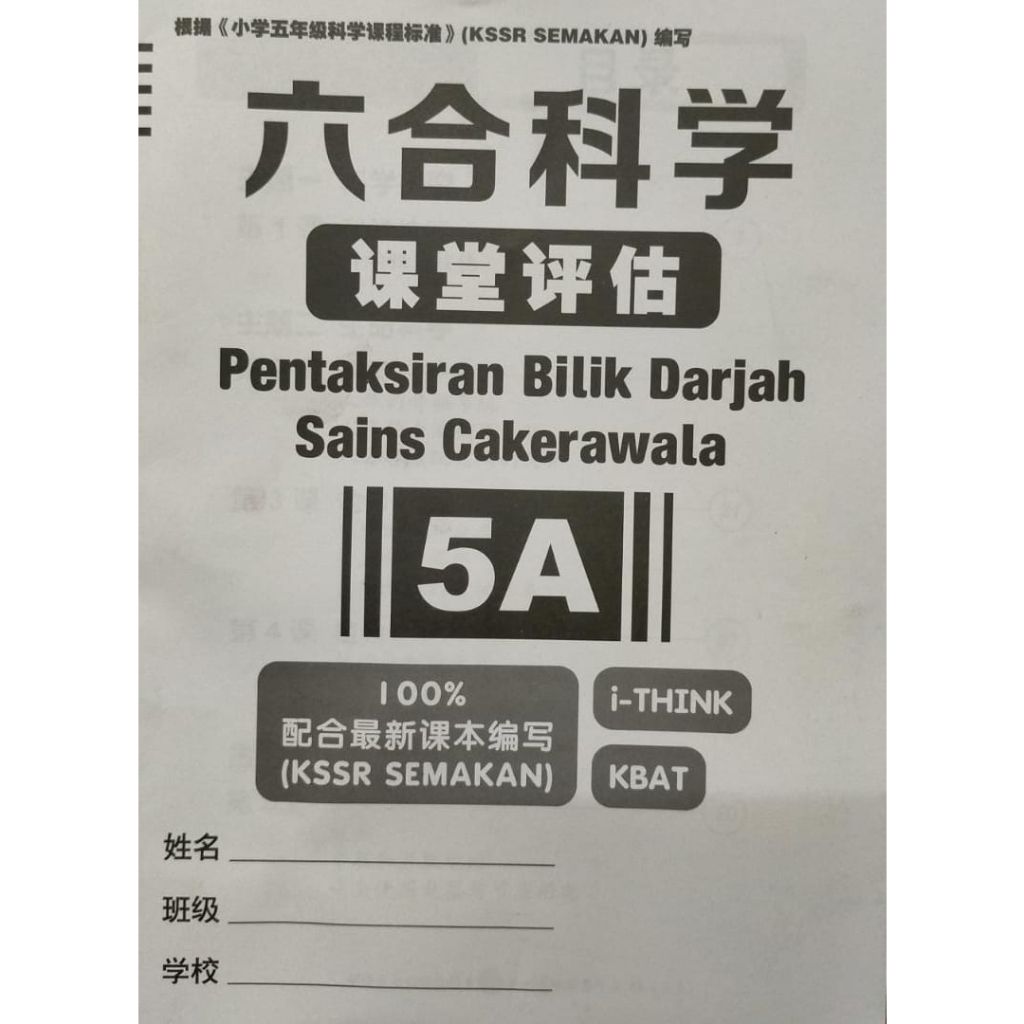 根据《小学五年级科学课程标准》(KSSR SEMAKAN) 编写
六合科学
课堂评估
Pentaksiran Bilik Darjah
Sains Cakerawala
5A
100%
配合最新课本编写
(KSSR SEMAKAN)
i-THINK
KBAT
姓名
班级
学校